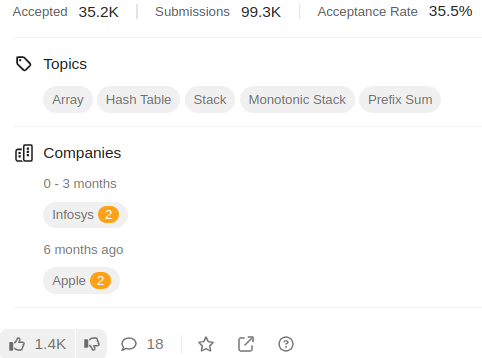 Accepted 35.2K Submissions 99.3K Acceptance Rate 35.5%
Topics
Array Hash Table Stack Monotonic Stack Prefix Sum
Companies
0 - 3 months
Infosys 2
6 months ago
Apple 2
1.4K 18